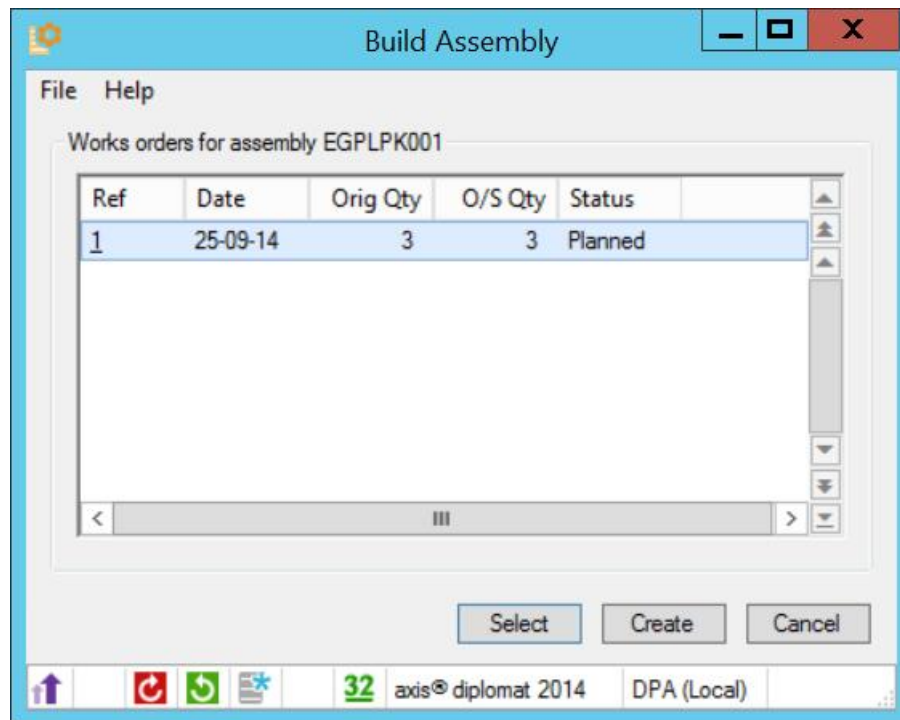 Build Assembly
File Help
Works orders for assembly EGPLPK001
Ref Date Orig Qty O/S Qty Status
1 25-09-14 3 3 Planned
Select Create Cancel
32 axis® diplomat 2014 DPA (Local)